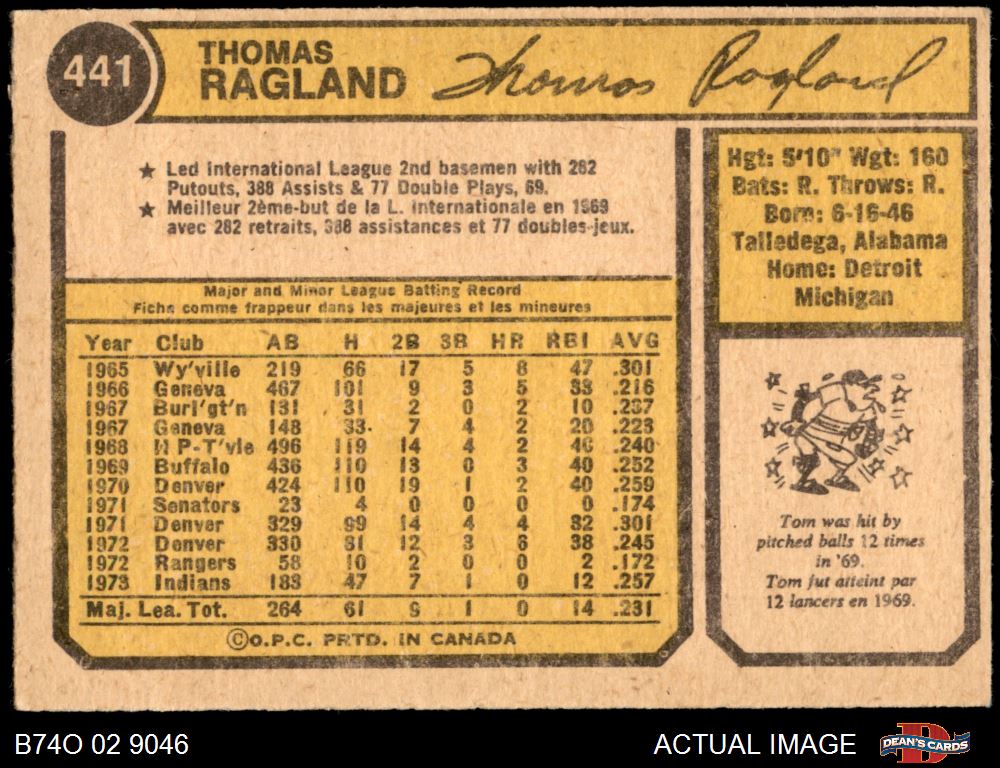 441
THOMAS
RAGLAND
Thomas Ragland
★ Led International League 2nd basemen with 282
Putouts, 388 Assists & 77 Double Plays, 69.
★ Meilleur 2ème-but de la L. Internationale en 1969
avec 282 retraits, 388 assistances et 77 doubles-jeux.
Hgt: 5'10" Wgt: 160
Bats: R. Throws: R.
Born: 6-16-46
Talledega, Alabama
Home: Detroit
Michigan
Major and Minor League Batting Record
Fiche comme frappeur dans les majeures et les mineures
Year Club AB H 2B 3B HR RBI AVG
1965 Wy'ville 219 66 17 5 8 47 .301
1966 Geneva 467 101 9 3 5 33 .216
1967 Burl'gt'n 131 31 2 0 2 10 .237
1967 Geneva 148 33 7 4 2 20 .223
1968 W P-T'vle 496 119 14 4 2 40 .240
1969 Buffalo 436 110 13 0 3 40 .252
1970 Denver 424 110 19 1 2 40 .259
1971 Senators 23 4 0 0 0 0 .174
1971 Denver 329 99 14 4 4 32 .301
1972 Denver 330 81 12 3 6 38 .245
1972 Rangers 58 10 2 0 0 2 .172
1973 Indians 183 47 7 1 0 12 .257
Maj. Lea. Tot. 264 61 9 1 0 14 .231
©O.P.C. PRTD. IN CANADA
Tom was hit by
pitched balls 12 times
in '69.
Tom fut atteint par
12 lancers en 1969.
B74O 02 9046
ACTUAL IMAGE
DEAN'S CARDS